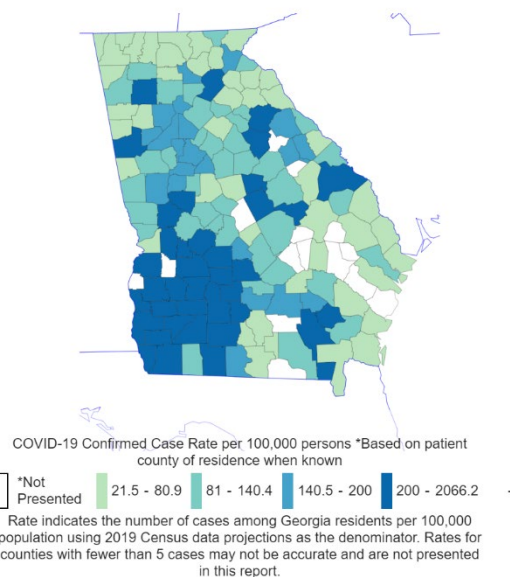 COVID-19 Confirmed Case Rate per 100,000 persons *Based on patient
county of residence when known
*Not
Presented
21.5 - 80.9
81 - 140.4
140.5 - 200
200 - 2066.2
Rate indicates the number of cases among Georgia residents per 100,000
population using 2019 Census data projections as the denominator. Rates for
counties with fewer than 5 cases may not be accurate and are not presented
in this report.